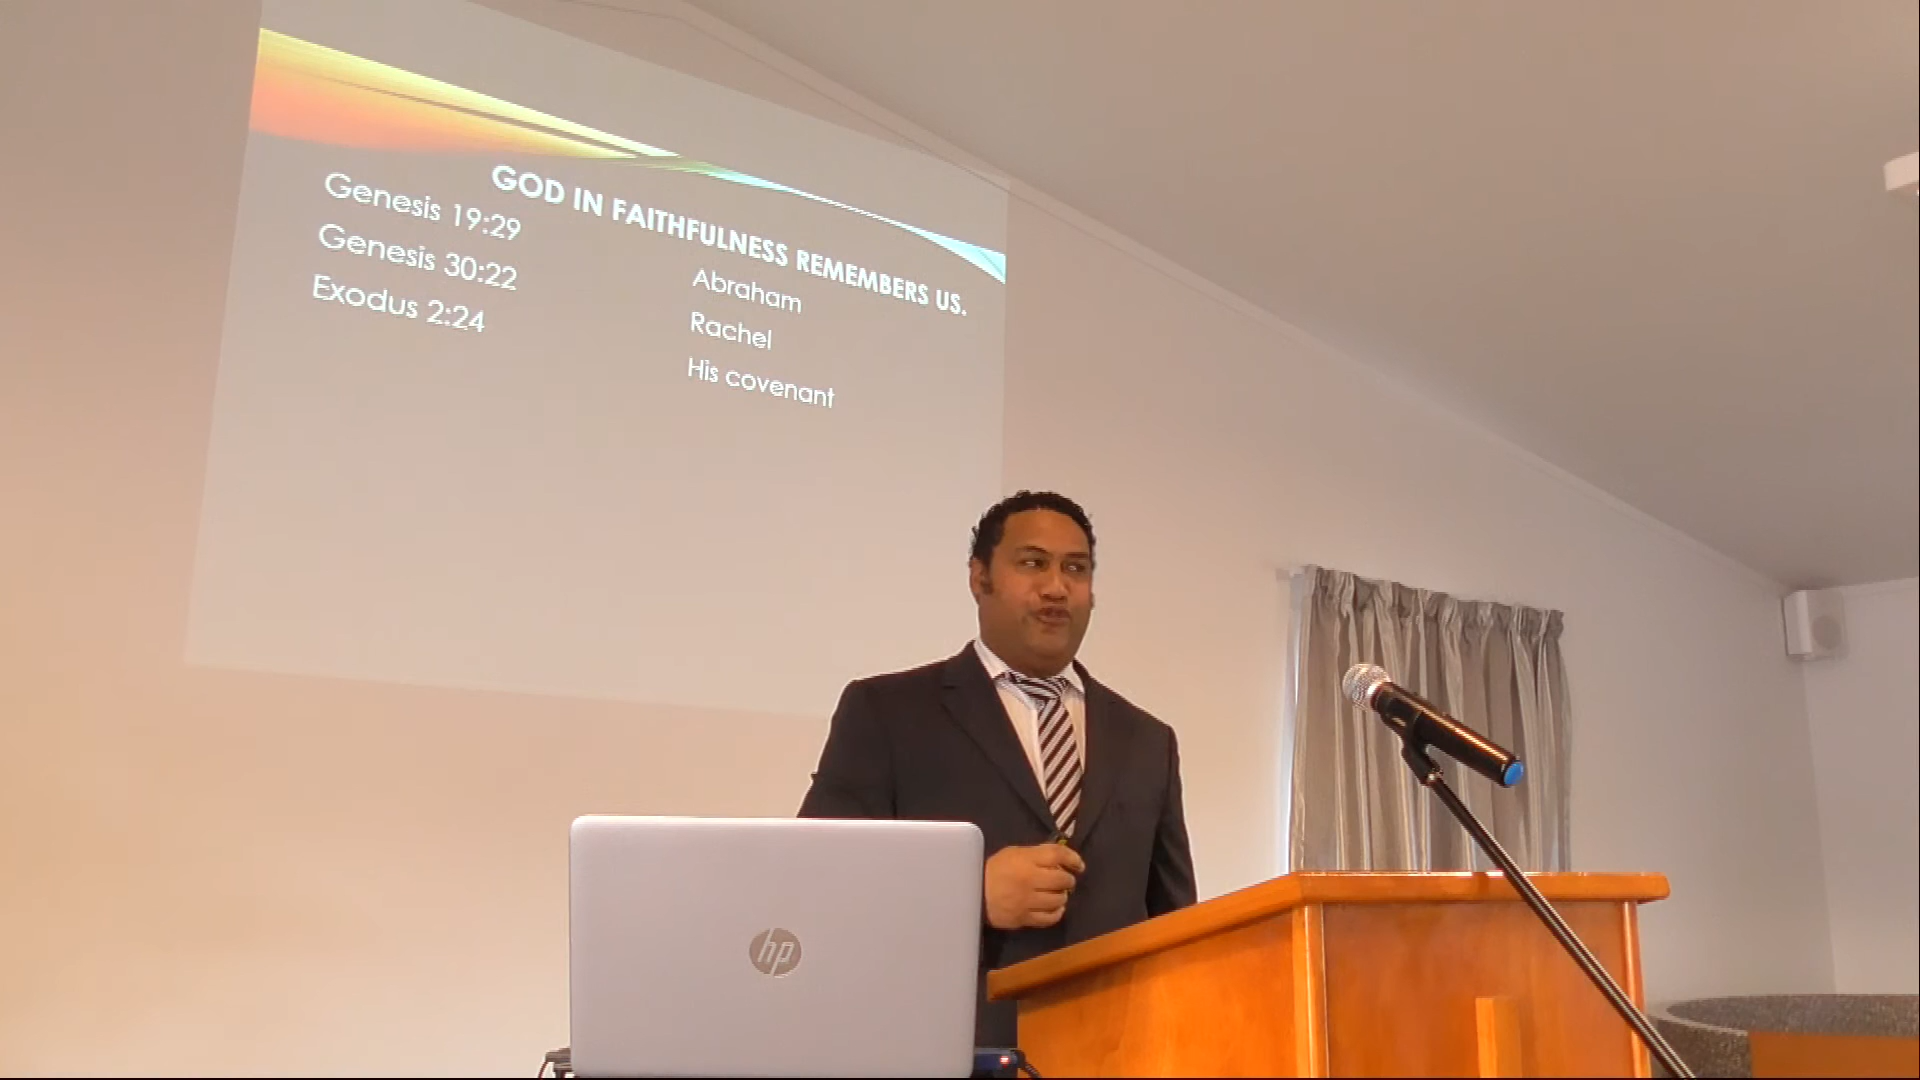 GOD IN FAITHFULNESS REMEMBERS US.
Genesis 19:29
Genesis 30:22
Exodus 2:24
Abraham
Rachel
His covenant
hp